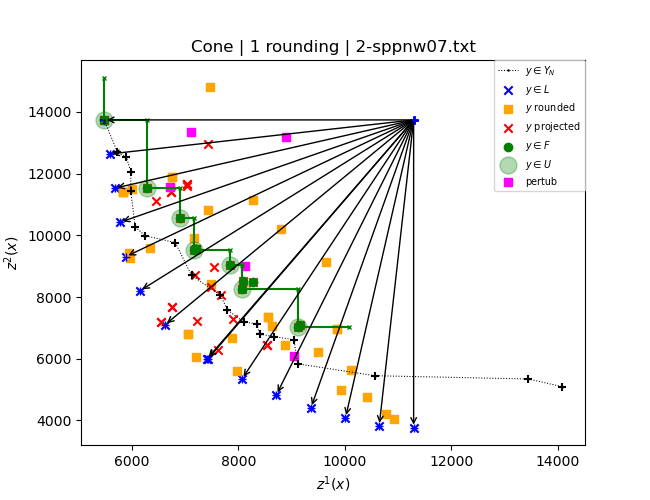 Cone | 1 rounding | 2-sppnw07.txt
z²(x)
14000
12000
10000
8000
6000
4000
6000 8000 10000 12000 14000
z¹(x)
y ∈ Y_N
y ∈ L
y rounded
y projected
y ∈ F
y ∈ U
pertub